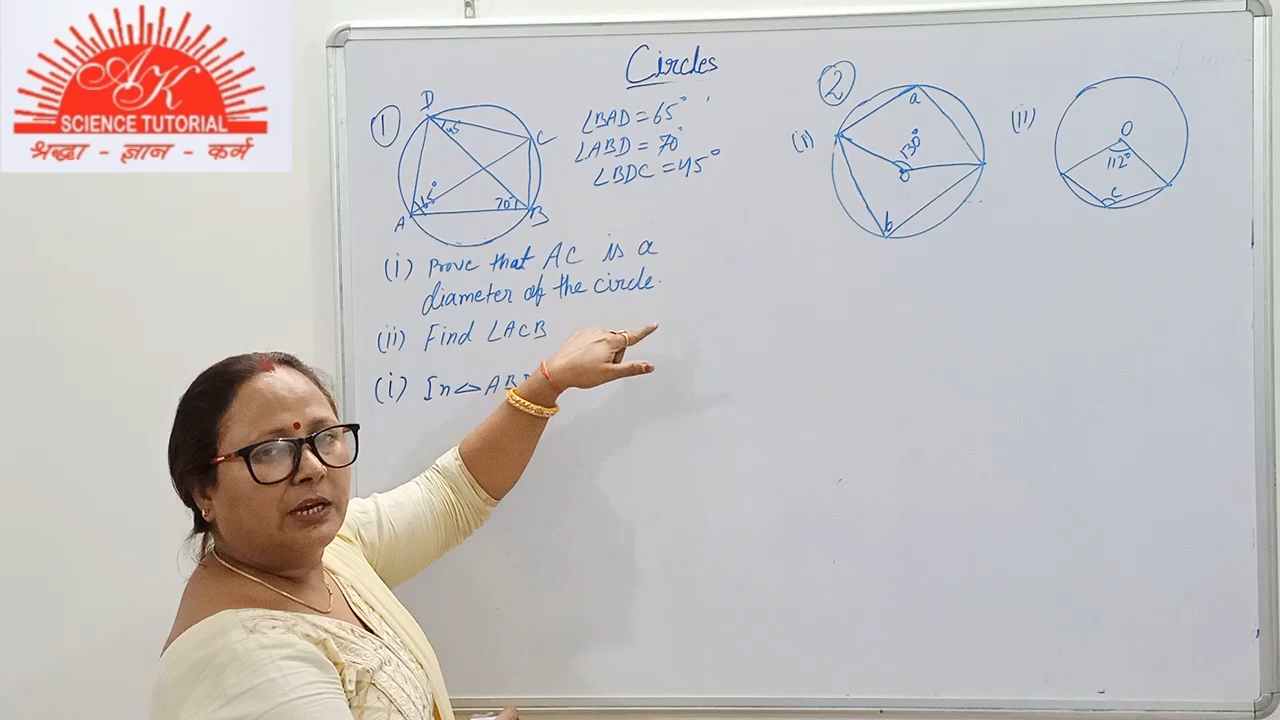 AK
SCIENCE TUTORIAL
श्रद्धा - ज्ञान - कर्म
Circles
①
D
45°
C
A
65°
70°
B
∠BAD = 65°
∠ABD = 70°
∠BDC = 45°
(i) Prove that AC is a
diameter of the circle.
(ii) Find ∠ACB
(i) In △ AB
②
(i)
a
130°
O
b
(ii)
O
112°
c